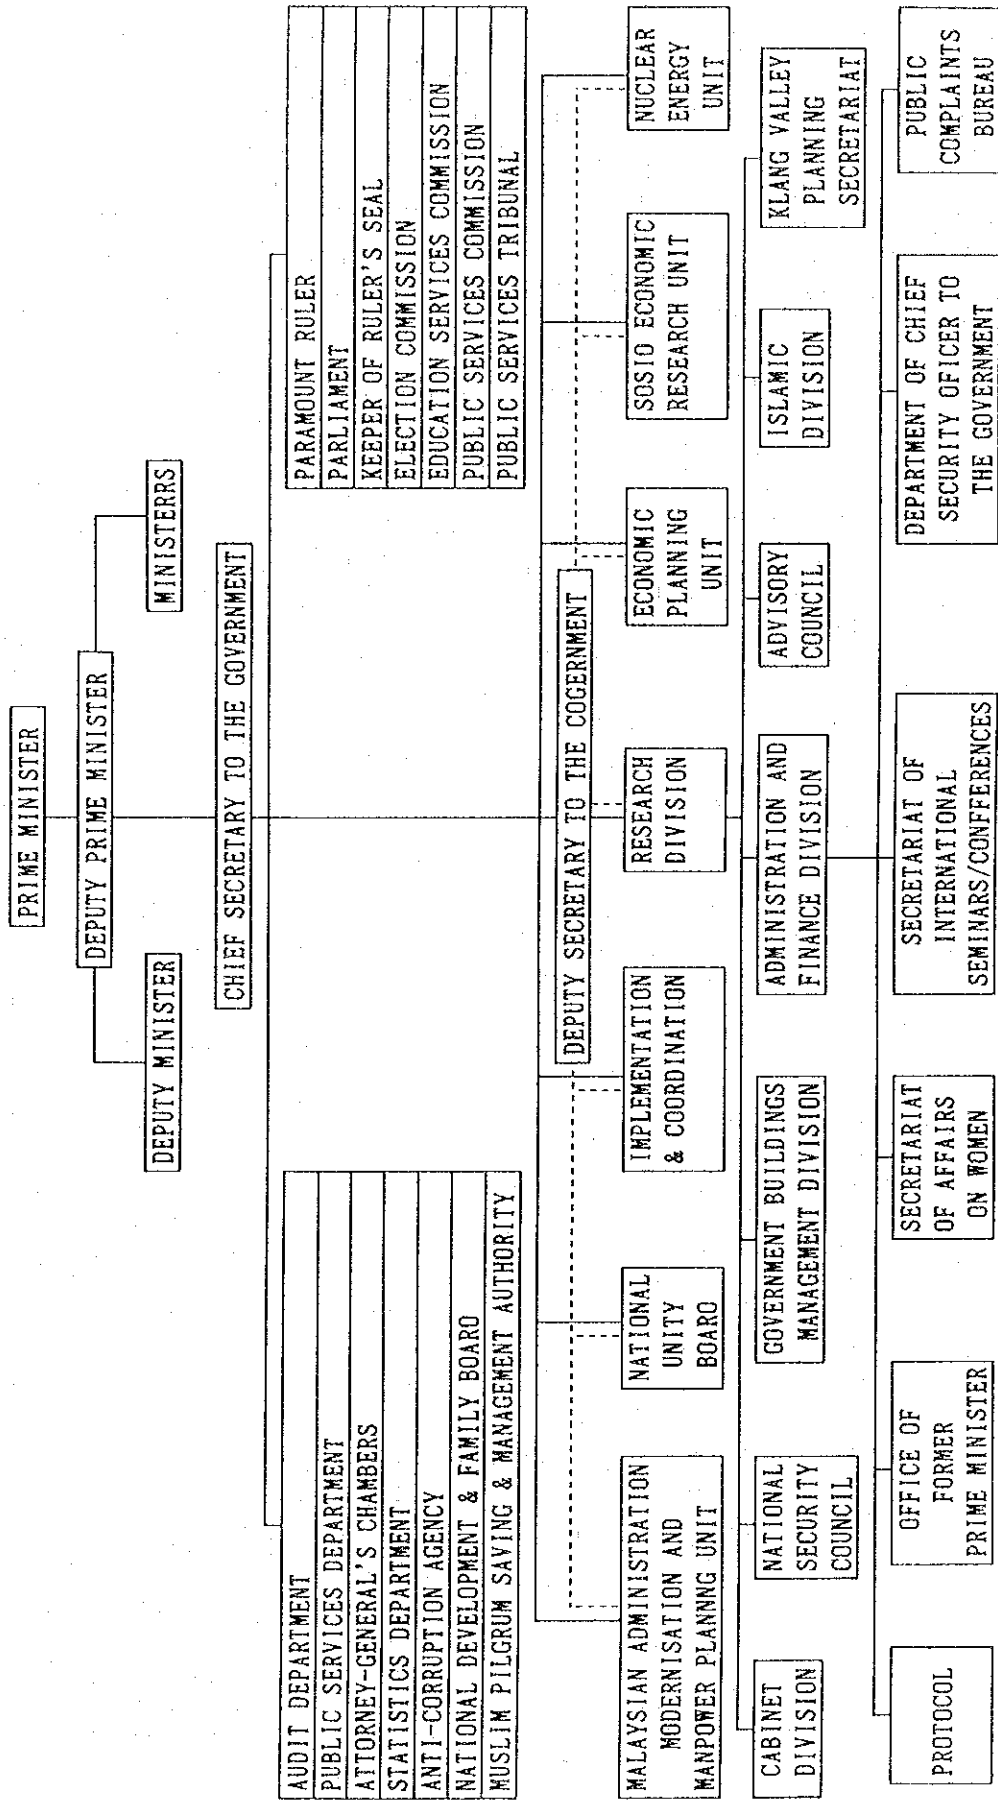 PRIME MINISTER
DEPUTY PRIME MINISTER
DEPUTY MINISTER
MINISTERRS
CHIEF SECRETARY TO THE GOVERNMENT
AUDIT DEPARTMENT
PUBLIC SERVICES DEPARTMENT
ATTORNEY-GENERAL'S CHAMBERS
STATISTICS DEPARTMENT
ANTI-CORRUPTION AGENCY
NATIONAL DEVELOPMENT & FAMILY BOARO
MUSLIM PILGRUM SAVING & MANAGEMENT AUTHORITY
PARAMOUNT RULER
PARLIAMENT
KEEPER OF RULER'S SEAL
ELECTION COMMISSION
EDUCATION SERVICES COMMISSION
PUBLIC SERVICES COMMISSION
PUBLIC SERVICES TRIBUNAL
DEPUTY SECRETARY TO THE COGERNMENT
MALAYSIAN ADMINISTRATION
MODERNISATION AND
MANPOWER PLANNG UNIT
NATIONAL
UNITY
BOARO
IMPLEMENTATION
& COORDINATION
RESEARCH
DIVISION
ECONOMIC
PLANNING
UNIT
SOSIO ECONOMIC
RESEARCH UNIT
NUCLEAR
ENERGY
UNIT
CABINET
DIVISION
NATIONAL
SECURITY
COUNCIL
GOVERNMENT BUILDINGS
MANAGEMENT DIVISION
ADMINISTRATION AND
FINANCE DIVISION
ADVISORY
COUNCIL
ISLAMIC
DIVISION
KLANG VALLEY
PLANNING
SECRETARIAT
PROTOCOL
OFFICE OF
FORMER
PRIME MINISTER
SECRETARIAT
OF AFFAIRS
ON WOMEN
SECRETARIAT OF
INTERNATIONAL
SEMINARS/CONFFERENCES
DEPARTMENT OF CHIEF
SECURITY OFICER TO
THE GOVERNMENT
PUBLIC
COMPLAINTS
BUREAU